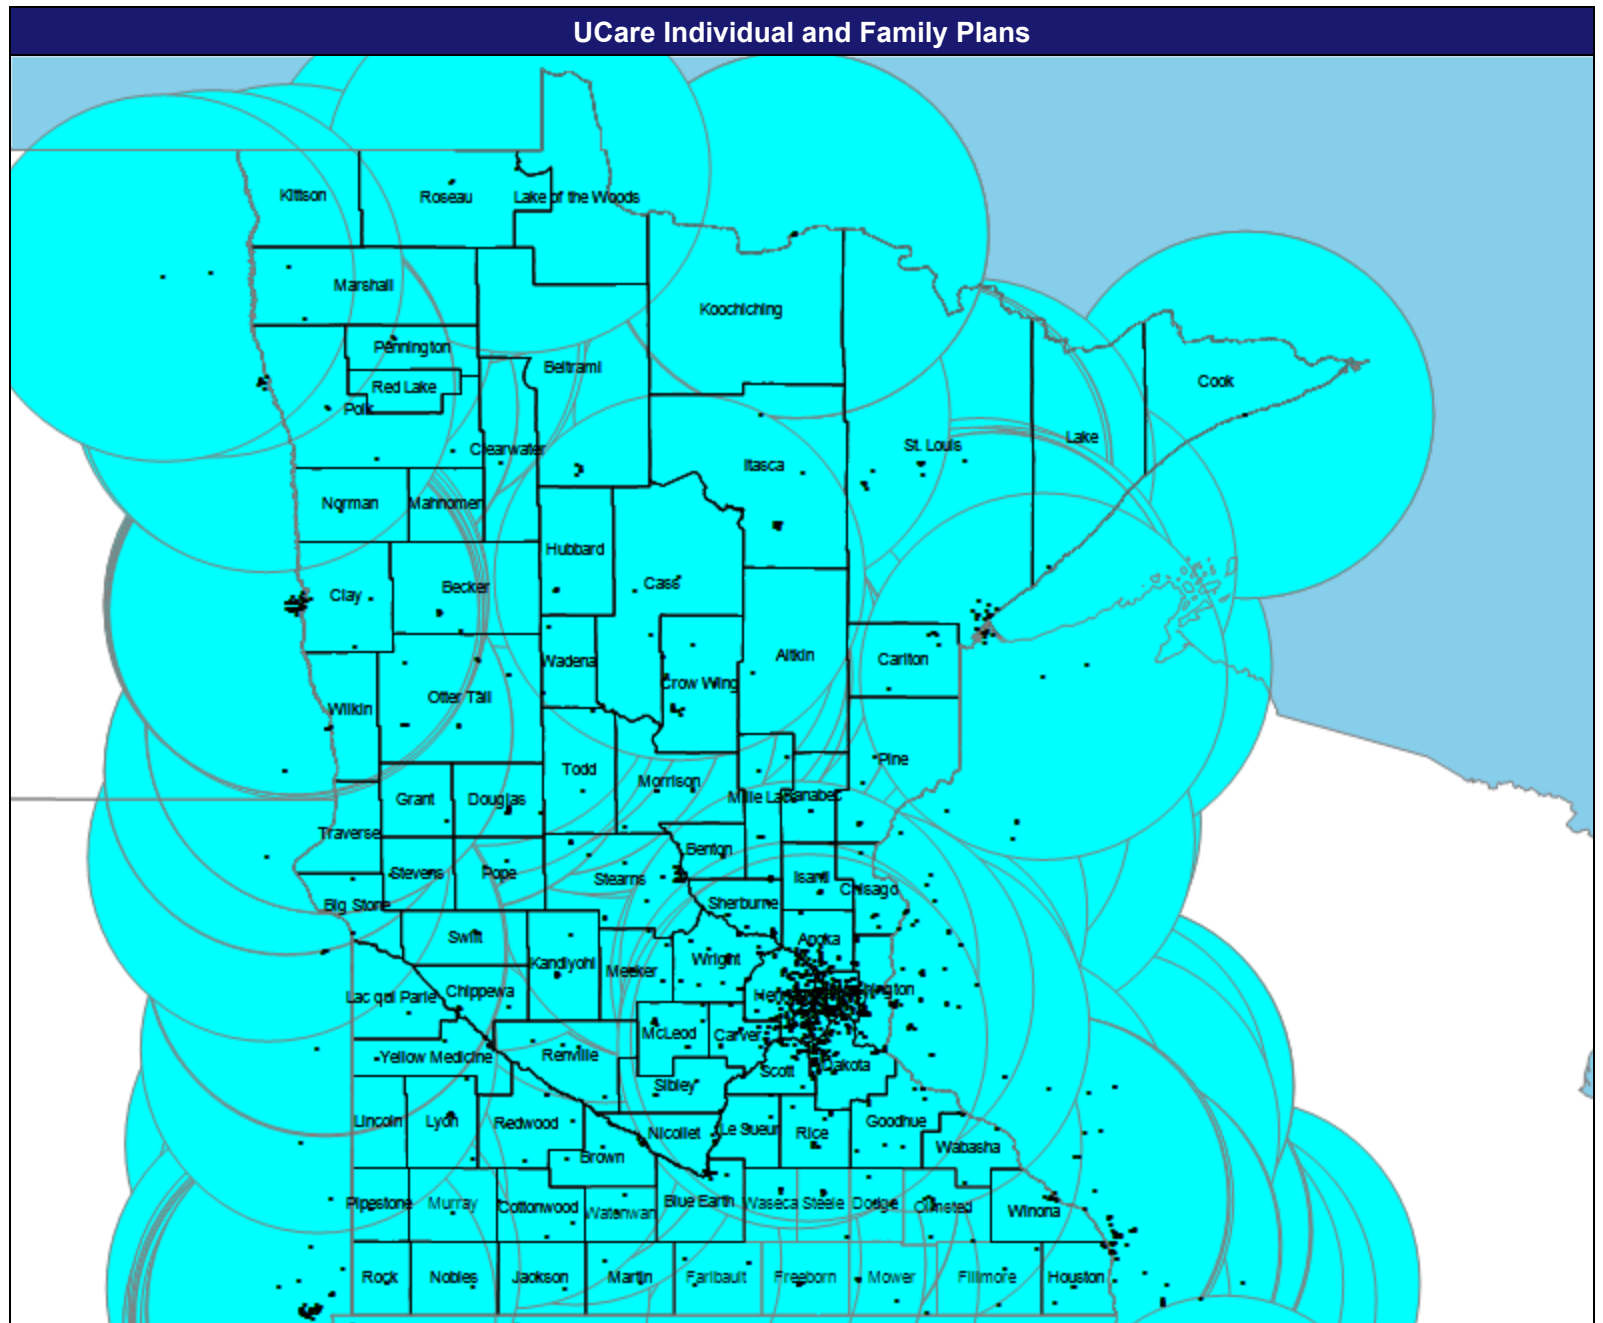 UCare Individual and Family Plans
Kittson
Roseau
Lake of the Woods
Marshall
Koochiching
Pennington
Beltrami
Red Lake
Cook
Polk
Lake
St. Louis
Clearwater
Itasca
Norman
Mahnomen
Hubbard
Cass
Becker
Clay
Aitkin
Carlton
Wadena
Crow Wing
Otter Tail
Wilkin
Pine
Todd
Morrison
Mille Lacs
Kanabec
Grant
Douglas
Traverse
Benton
Stevens
Pope
Stearns
Isanti
Chisago
Big Stone
Sherburne
Swift
Anoka
Kandiyohi
Wright
Meeker
Chippewa
Lac qui Parle
McLeod
Carver
Yellow Medicine
Renville
Scott
Dakota
Sibley
Lincoln
Lyon
Redwood
Nicollet
Le Sueur
Rice
Goodhue
Wabasha
Brown
Pipestone
Murray
Cottonwood
Watonwan
Blue Earth
Waseca
Steele
Dodge
Olmsted
Winona
Rock
Nobles
Jackson
Martin
Faribault
Freeborn
Mower
Fillmore
Houston